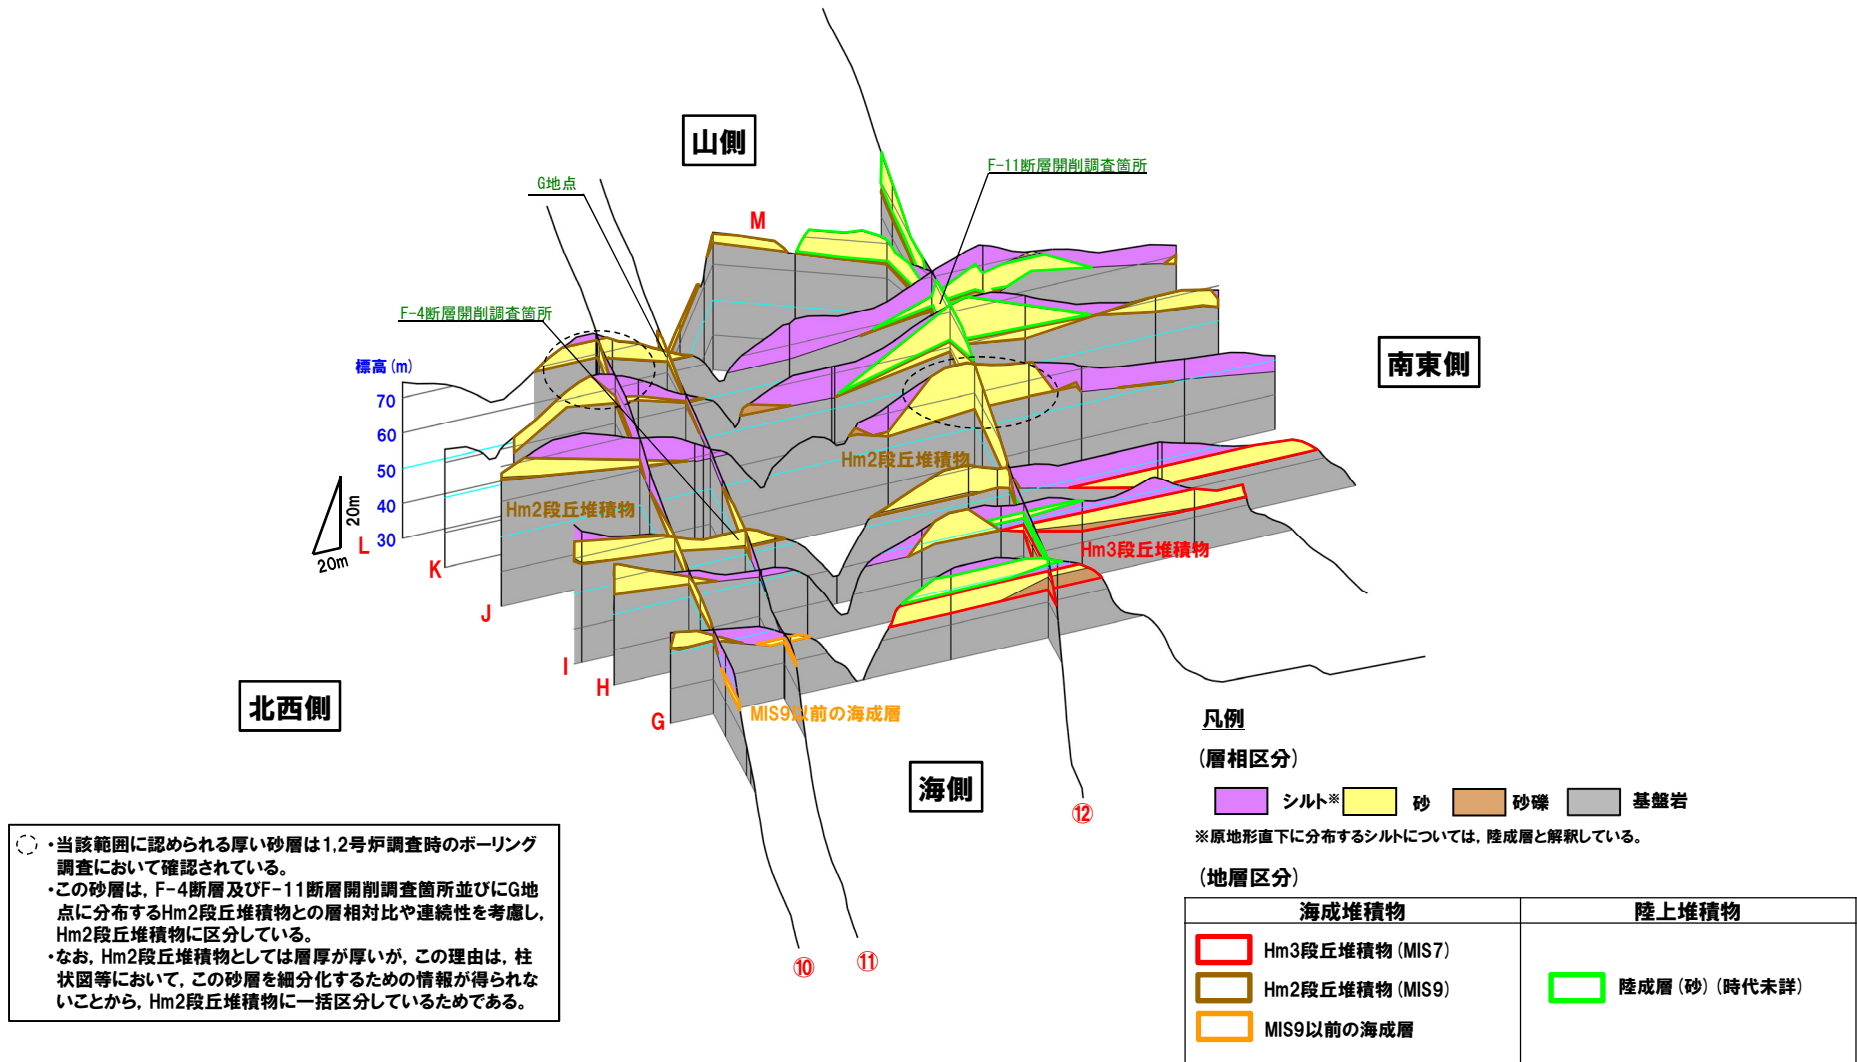 山側
G地点
F-11断層開削調査箇所
M
F-4断層開削調査箇所
標高(m)
70
60
50
40
30
20m
20m
L
K
J
I
H
G
南東側
Hm2段丘堆積物
Hm2段丘堆積物
Hm3段丘堆積物
MIS9以前の海成層
北西側
海側
⑩
⑪
⑫
・当該範囲に認められる厚い砂層は1,2号炉調査時のボーリング
調査において確認されている。
・この砂層は, F-4断層及びF-11断層開削調査箇所並びにG地
点に分布するHm2段丘堆積物との層相対比や連続性を考慮し,
Hm2段丘堆積物に区分している。
・なお, Hm2段丘堆積物としては層厚が厚いが, この理由は, 柱
状図等において, この砂層を細分化するための情報が得られな
いことから, Hm2段丘堆積物に一括区分しているためである。
凡例
(層相区分)
シルト※ 砂 砂礫 基盤岩
※原地形直下に分布するシルトについては, 陸成層と解釈している。
(地層区分)
海成堆積物 陸上堆積物
Hm3段丘堆積物(MIS7)
Hm2段丘堆積物(MIS9)
MIS9以前の海成層
陸成層(砂)(時代未詳)